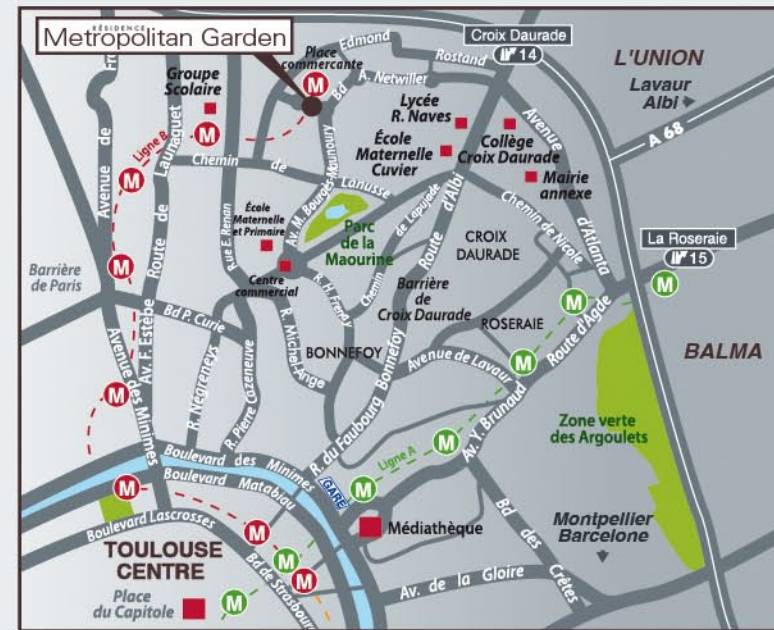 RÉSIDENCE
Metropolitan Garden
Croix Daurade
14
L'UNION
Lavaur
Albi
A 68
Edmond
Rostand
Place
commerçante
M
Bd
A. Netwiller
Groupe
Scolaire
M
Ligne B
M
Avenue de
Route de Launaguet
Chemin de Lanusse
Lycée
R. Naves
École
Maternelle
Cuvier
Collège
Croix Daurade
Mairie
annexe
Avenue d'Atlanta
Av. M. Bourgès-Maunoury
Rue E. Renan
École
Maternelle
et Primaire
Parc
de la
Maourine
Centre
commercial
Chemin de Lapujade
Route d'Albi
CROIX
DAURADE
Chemin de Nicole
La Roseraie
15
M
M
Barrière
de Paris
M
Barrière
de
Croix Daurade
R. H. Frenay
Bd P. Curie
Av. F. Estèbe
ROSERAIE
Route d'Agde
BALMA
BONNEFOY
R. Michel-Ange
Avenue de Lavaur
M
Avenue des Minimes
R. Négreneys
R. Pierre Cazeneuve
R. du Faubourg Bonnefoy
Av. Y. Brunaud
M
Zone verte
des Argoulets
Ligne A
M
Boulevard des Minimes
Boulevard Matabiau
GARE
M
M
Boulevard Lascrosses
Médiathèque
Bd des Crêtes
Montpellier
Barcelone
M
M
TOULOUSE
CENTRE
Bd de Strasbourg
M
Av. de la Gloire
Place
du Capitole
M